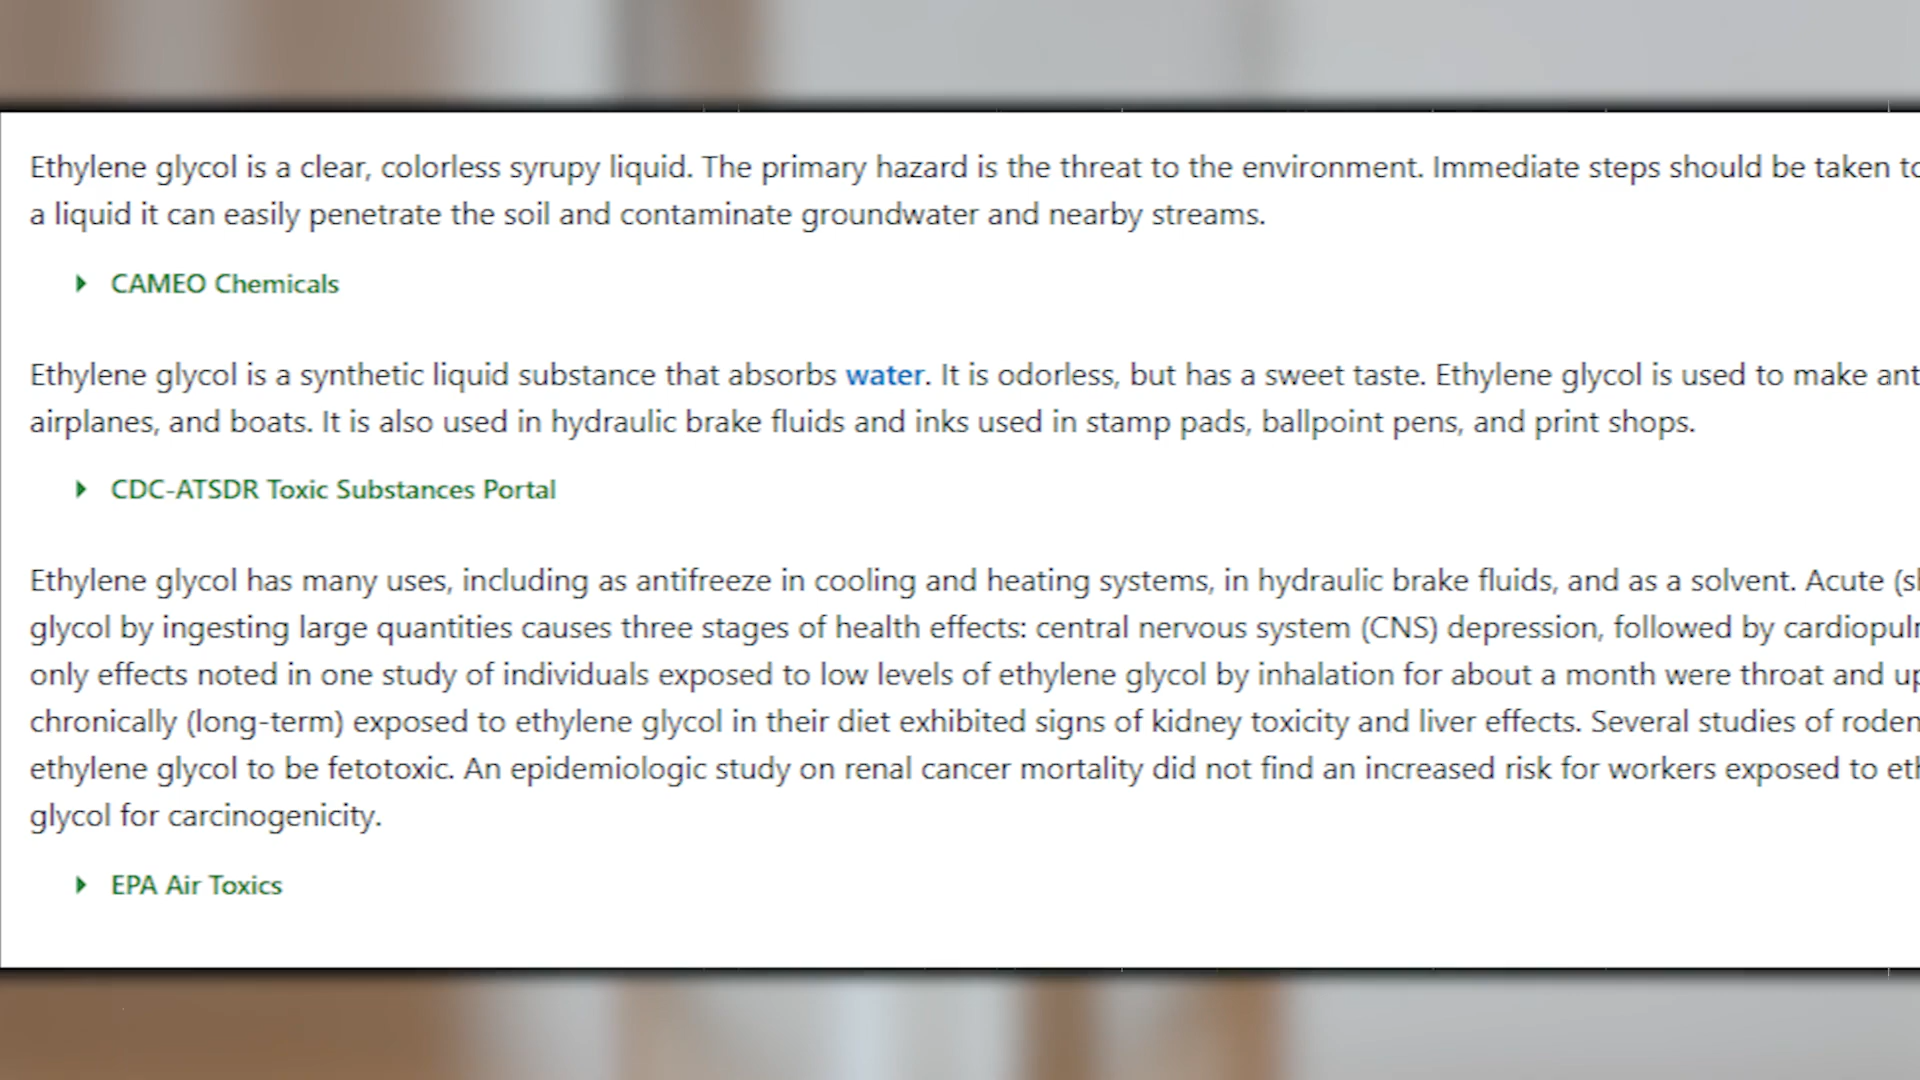 Ethylene glycol is a clear, colorless syrupy liquid. The primary hazard is the threat to the environment. Immediate steps should be taken
a liquid it can easily penetrate the soil and contaminate groundwater and nearby streams.
CAMEO Chemicals
Ethylene glycol is a synthetic liquid substance that absorbs water. It is odorless, but has a sweet taste. Ethylene glycol is used to make
airplanes, and boats. It is also used in hydraulic brake fluids and inks used in stamp pads, ballpoint pens, and print shops.
CDC-ATSDR Toxic Substances Portal
Ethylene glycol has many uses, including as antifreeze in cooling and heating systems, in hydraulic brake fluids, and as a solvent. Acute
glycol by ingesting large quantities causes three stages of health effects: central nervous system (CNS) depression, followed by
only effects noted in one study of individuals exposed to low levels of ethylene glycol by inhalation for about a month were throat and
chronically (long-term) exposed to ethylene glycol in their diet exhibited signs of kidney toxicity and liver effects. Several studies of
ethylene glycol to be fetotoxic. An epidemiologic study on renal cancer mortality did not find an increased risk for workers exposed to
glycol for carcinogenicity.
EPA Air Toxics